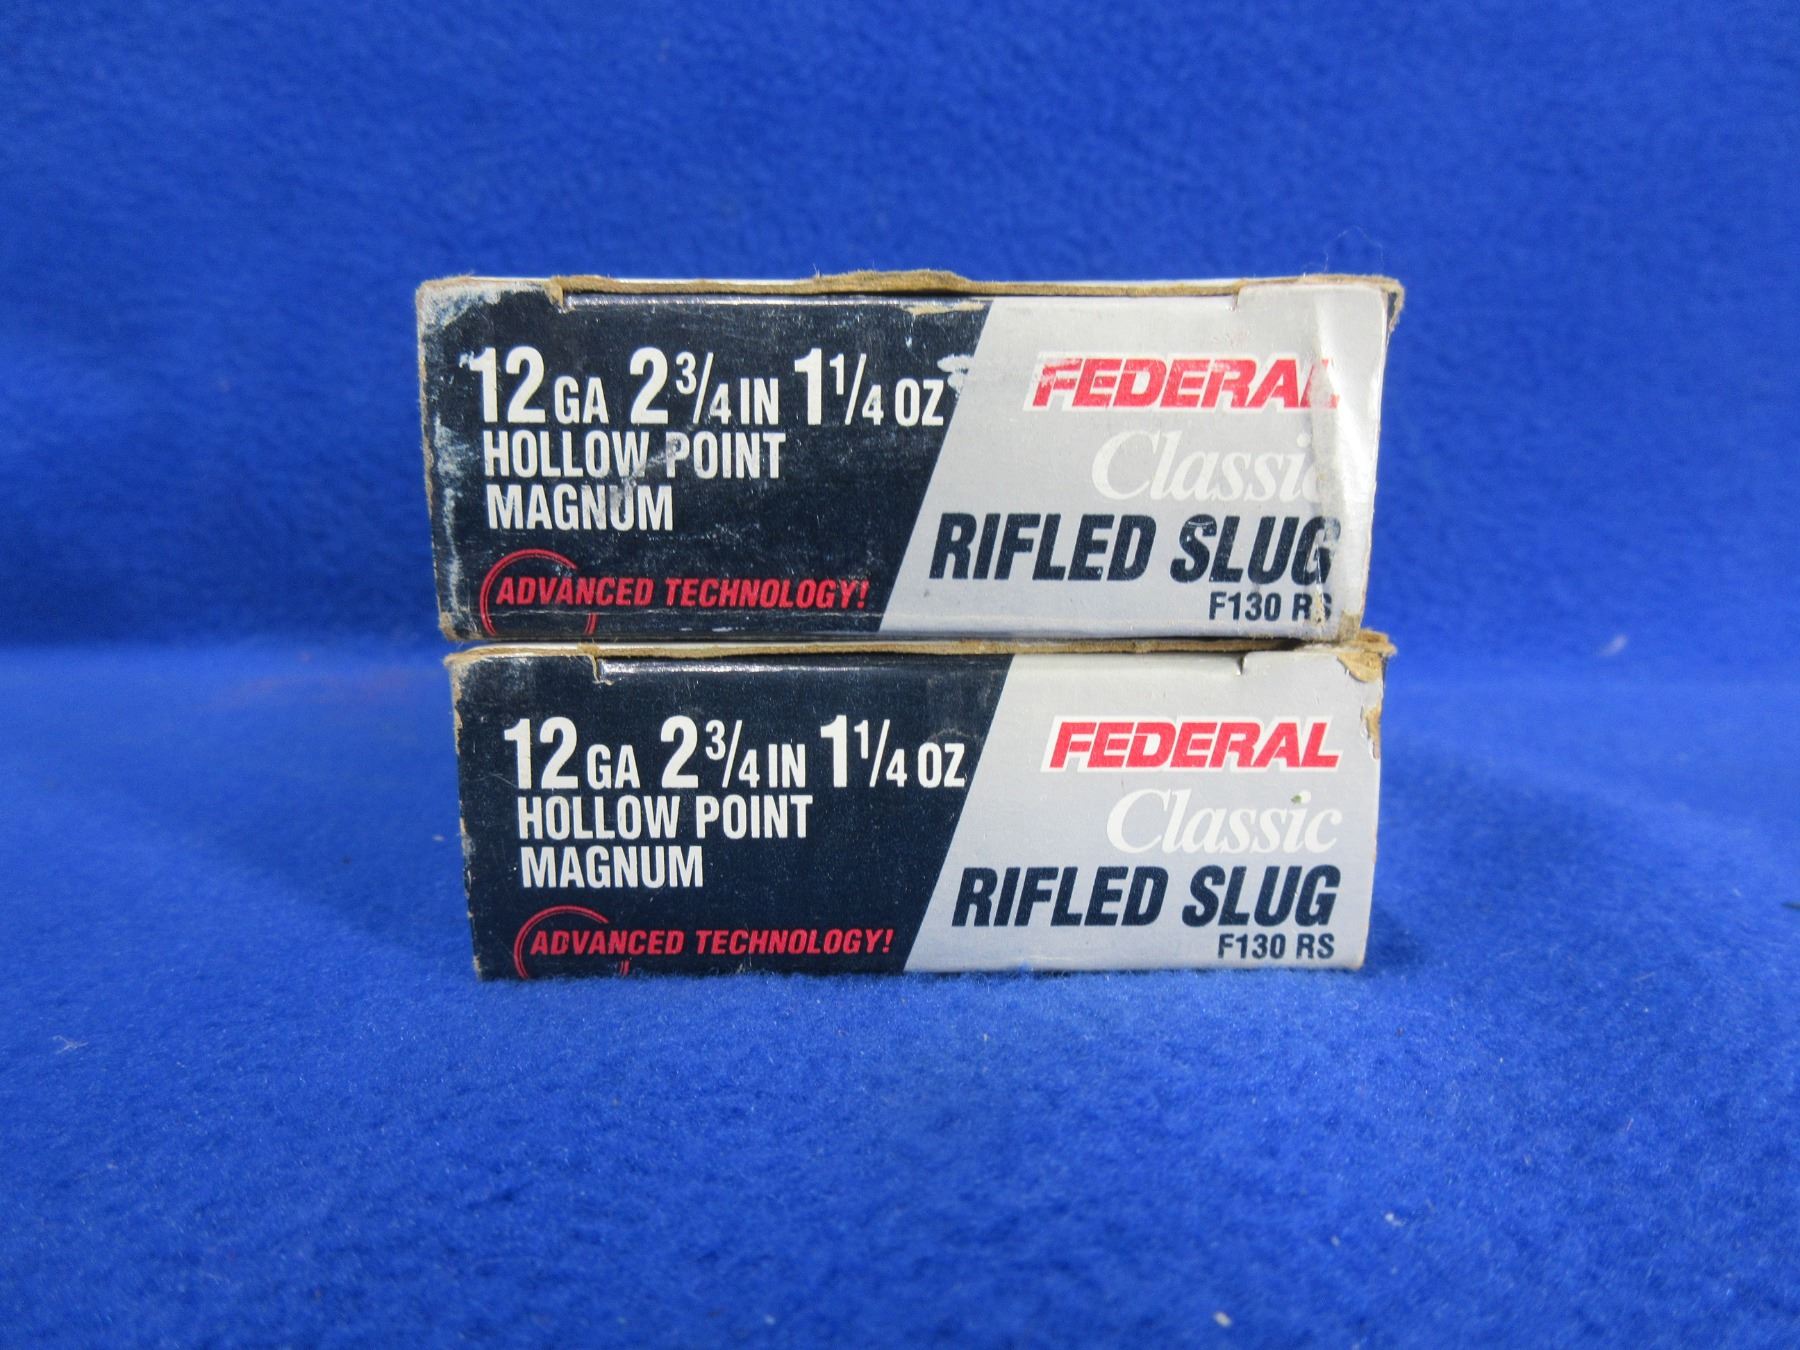 12 GA 2 3/4 IN 1 1/4 OZ
HOLLOW POINT
MAGNUM
ADVANCED TECHNOLOGY!
FEDERAL
Classic
RIFLED SLUG
F130 RS
12 GA 2 3/4 IN 1 1/4 OZ
HOLLOW POINT
MAGNUM
ADVANCED TECHNOLOGY!
FEDERAL
Classic
RIFLED SLUG
F130 RS